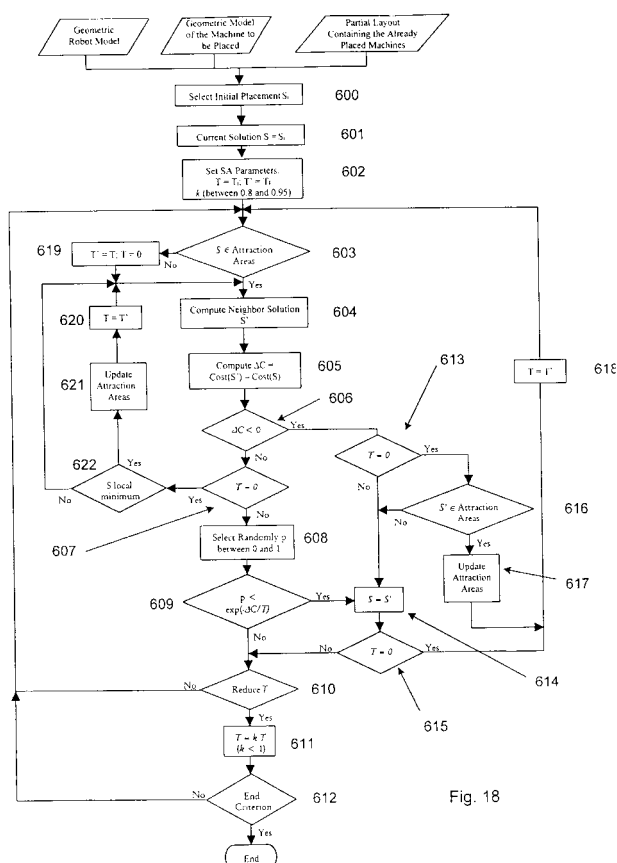 Geometric
Robot Model
Geometric Model
of the Machine to
be Placed
Partial Layout
Containing the Already
Placed Machines
Select Initial Placement Sᵢ
600
Current Solution S = Sᵢ
601
Set SA Parameters.
k (between 0.8 and 0.95)
602
619
T' = T; T = 0
No
S ∈ Attraction
Areas
603
Yes
620
T = T'
Compute Neighbor Solution
S'
604
621
Update
Attraction
Areas
Compute ΔC =
Cost(S') – Cost(S)
605
606
613
T = T'
618
ΔC < 0
Yes
No
T = 0
Yes
No
622
Yes
No
S local
minimum
Yes
T = 0
No
607
No
S' ∈ Attraction
Areas
616
Yes
Select Randomly p
between 0 and 1
608
Update
Attraction
Areas
617
609
p <
exp(-ΔC/T)
Yes
S = S'
No
614
No
T = 0
Yes
615
No
Reduce T
610
Yes
T = k T
(k < 1)
611
No
End
Criterion
612
Yes
End
Fig. 18